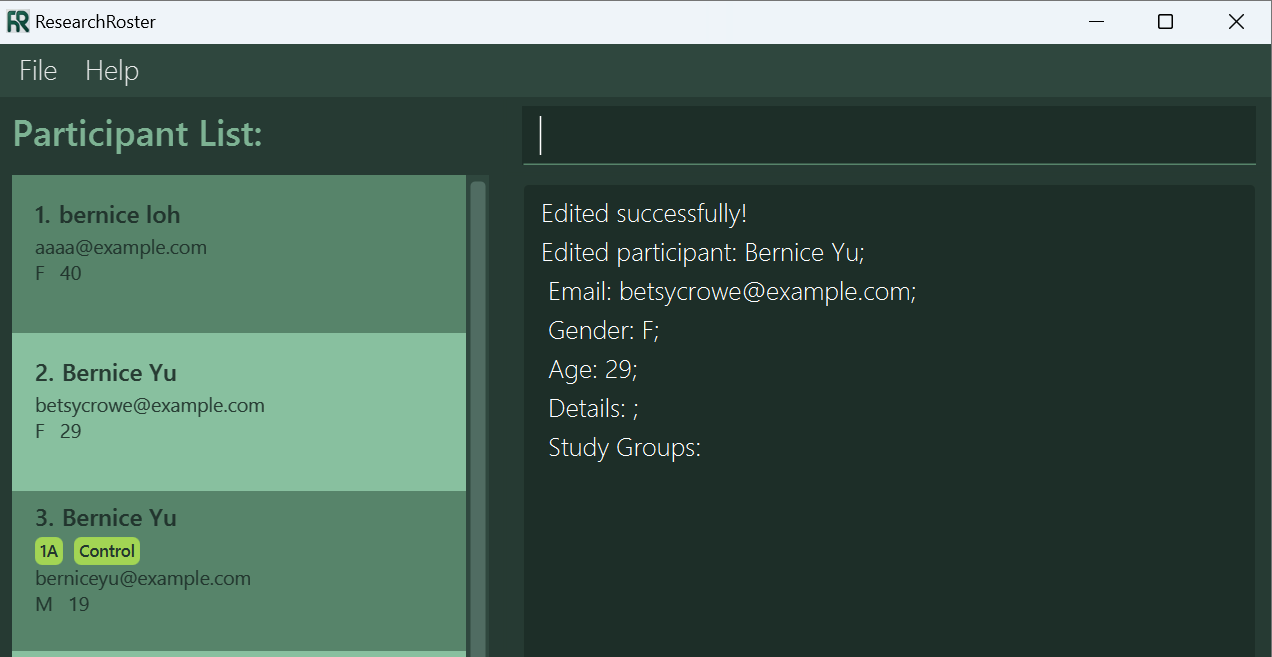 ResearchRoster
File Help
Participant List:
1. bernice loh
aaaa@example.com
F 40
2. Bernice Yu
betsycrowe@example.com
F 29
3. Bernice Yu
1A Control
berniceyu@example.com
M 19
Edited successfully!
Edited participant: Bernice Yu;
Email: betsycrowe@example.com;
Gender: F;
Age: 29;
Details: ;
Study Groups: